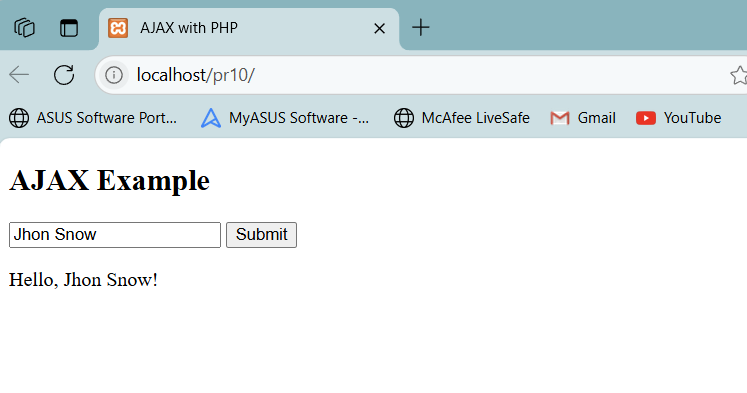 AJAX with PHP
localhost/pr10/
ASUS Software Port... MyASUS Software -... McAfee LiveSafe Gmail YouTube
AJAX Example
Jhon Snow Submit
Hello, Jhon Snow!